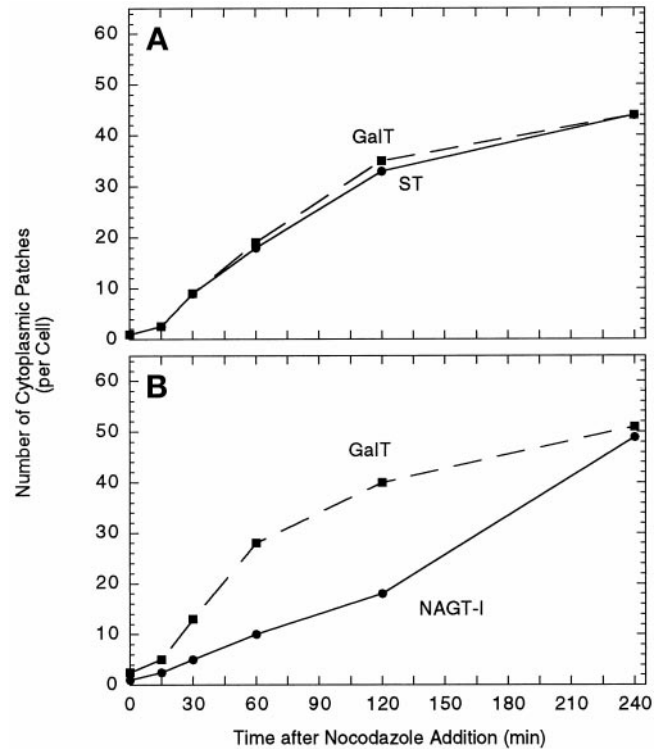 A
60
50
40
30
20
10
0
GalT
ST
B
60
50
40
30
20
10
0
GalT
NAGT-I
Number of Cytoplasmic Patches
(per Cell)
0 30 60 90 120 150 180 210 240
Time after Nocodazole Addition (min)